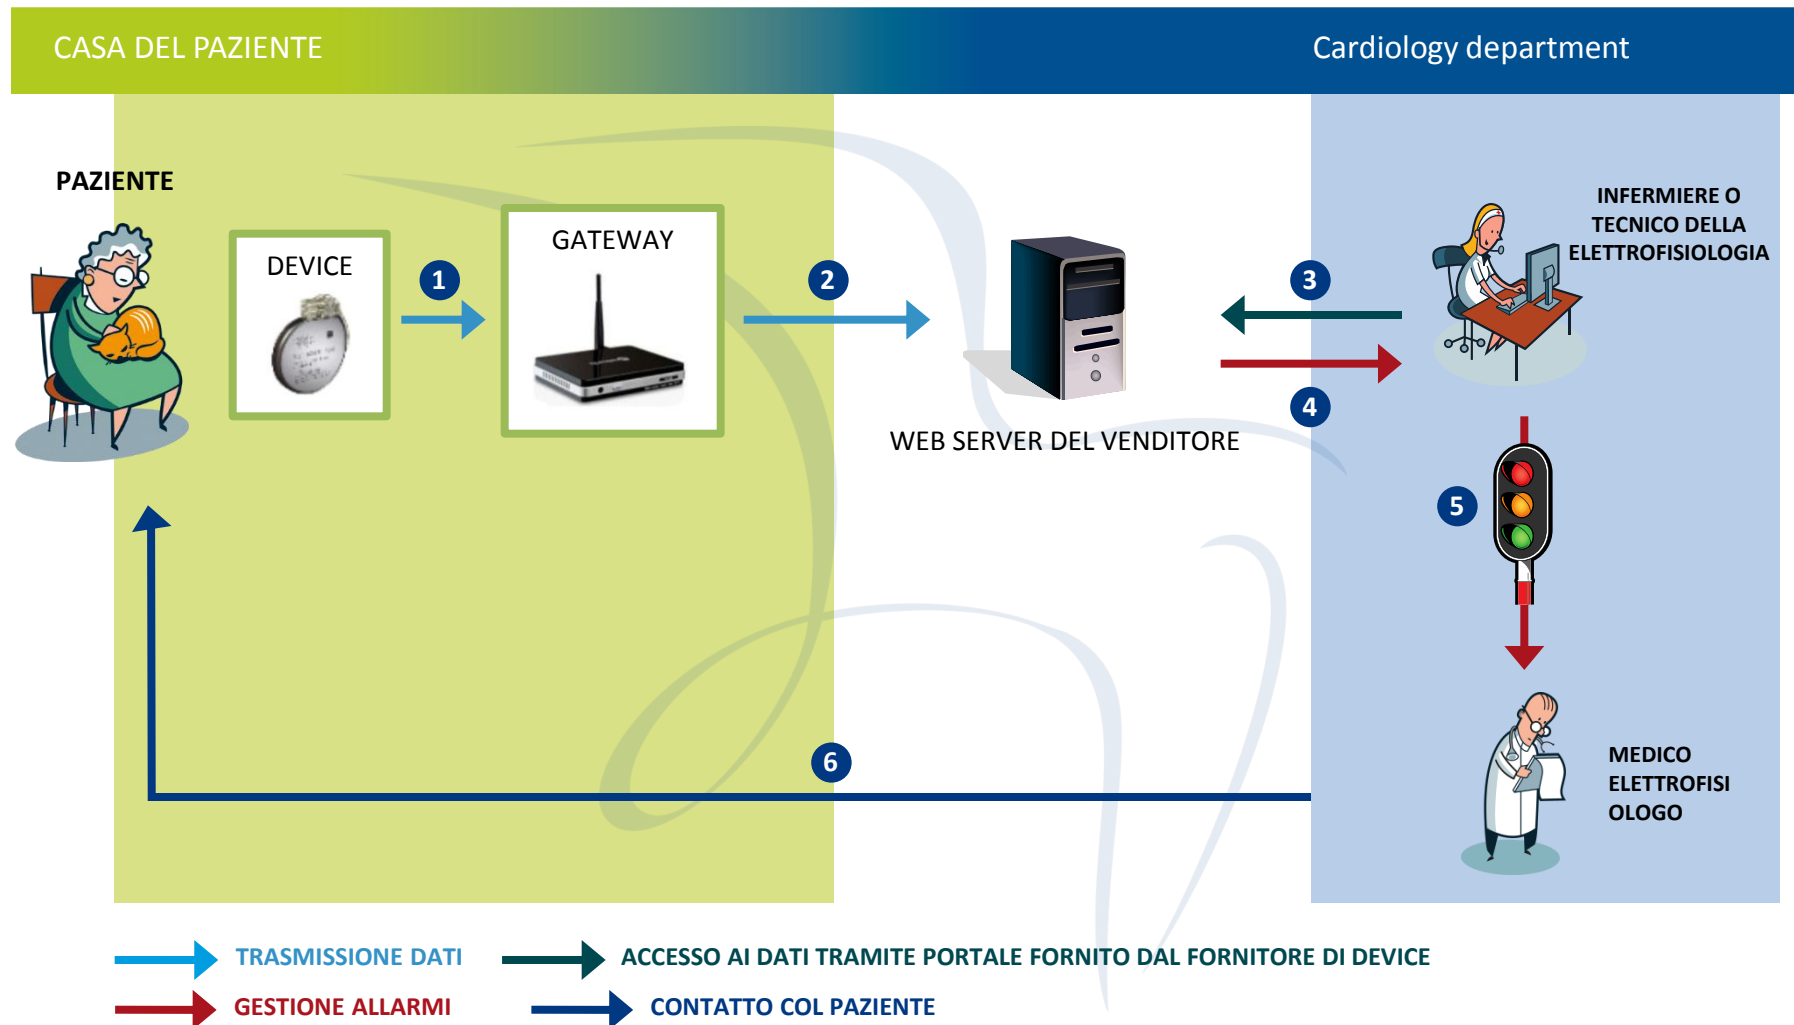 CASA DEL PAZIENTE
Cardiology department
PAZIENTE
DEVICE
GATEWAY
1
2
3
4
WEB SERVER DEL VENDITORE
INFERMIERE O
TECNICO DELLA
ELETTROFISIOLOGIA
5
6
MEDICO
ELETTROFISI
OLOGO
TRASMISSIONE DATI
ACCESSO AI DATI TRAMITE PORTALE FORNITO DAL FORNITORE DI DEVICE
GESTIONE ALLARMI
CONTATTO COL PAZIENTE